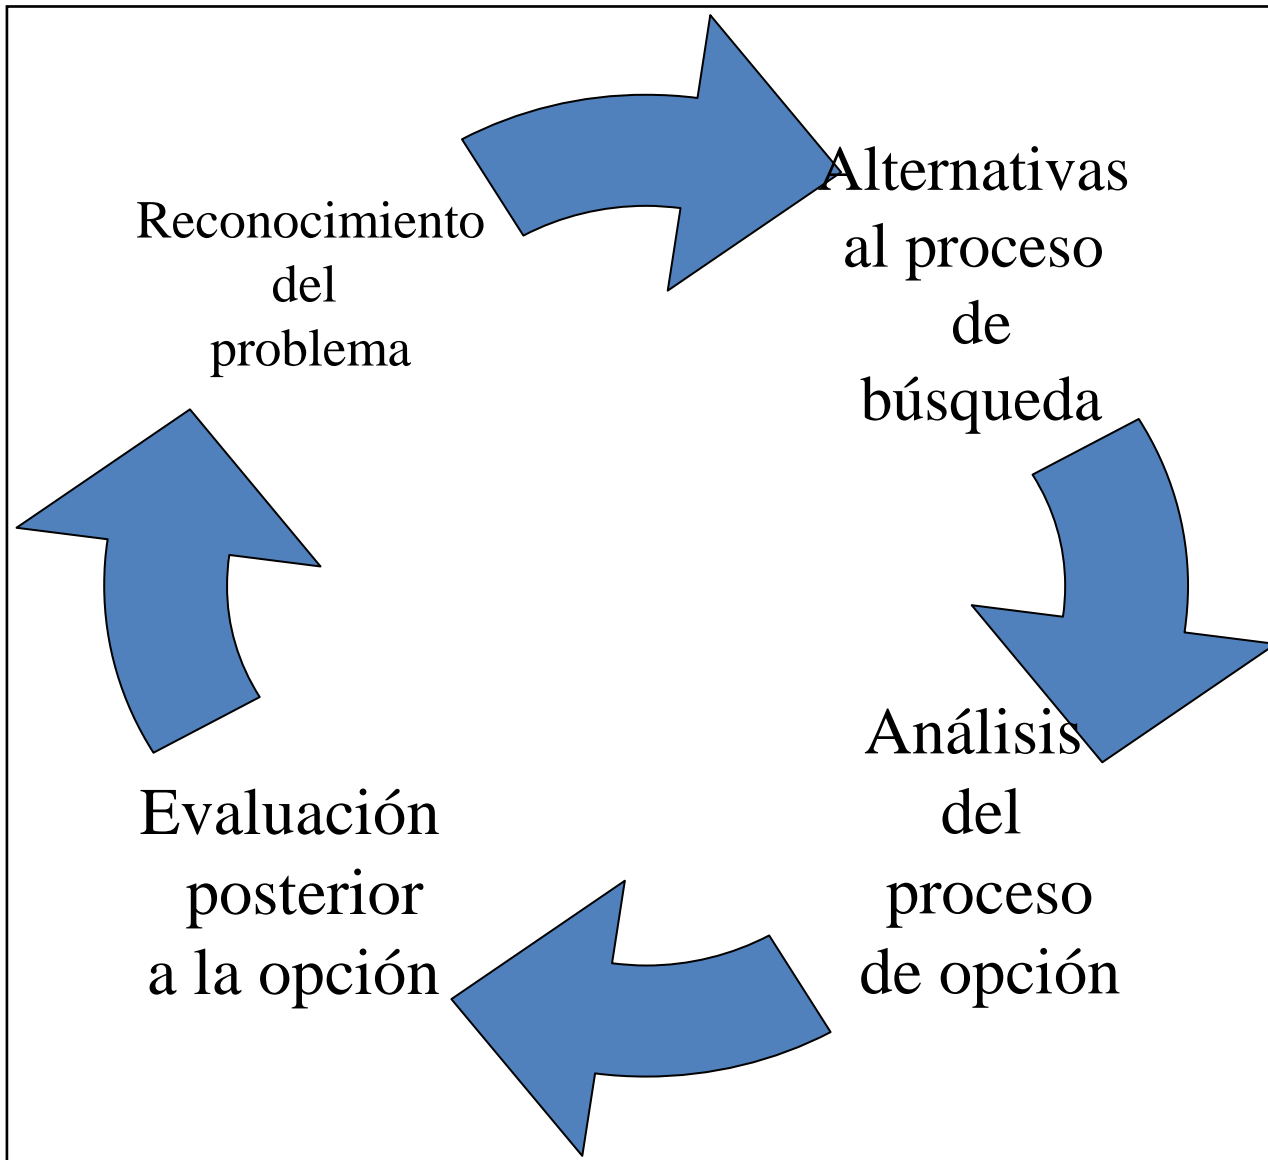 Reconocimiento
del
problema
Alternativas
al proceso
de
búsqueda
Análisis
del
proceso
de opción
Evaluación
posterior
a la opción